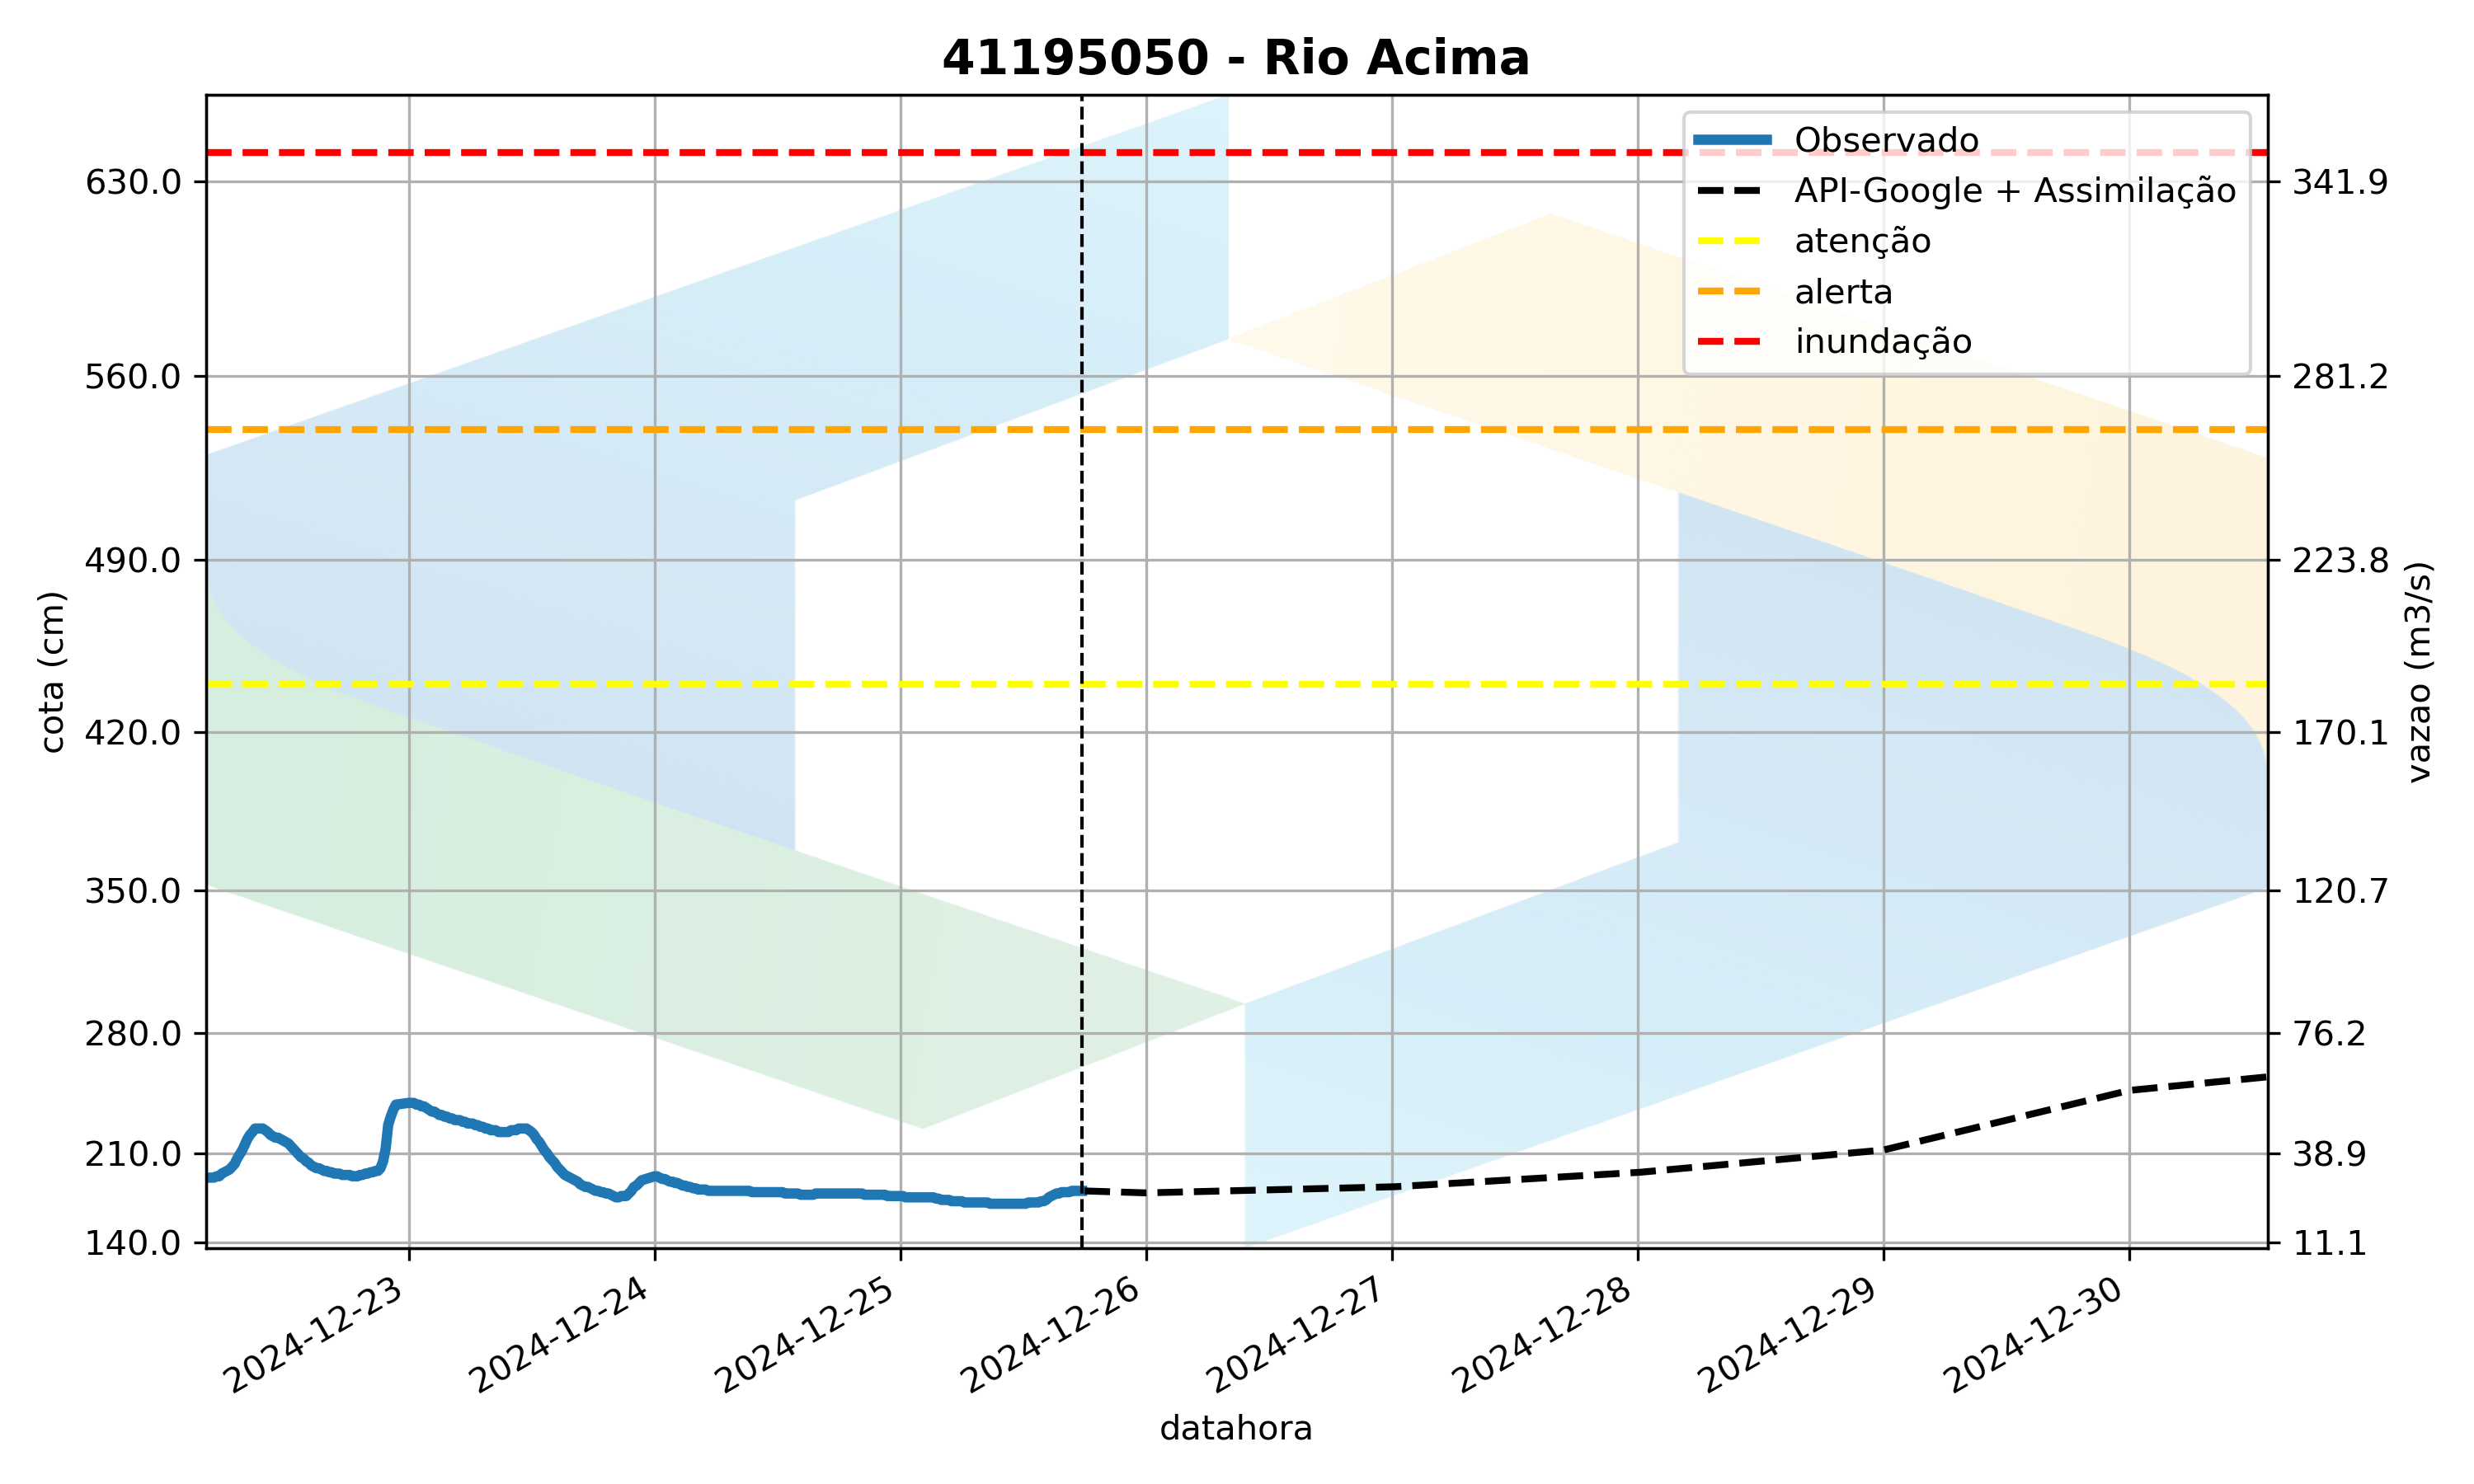 41195050 - Rio Acima
Observado
API-Google + Assimilação
atenção
alerta
inundação
630.0
560.0
490.0
420.0
350.0
280.0
210.0
140.0
cota (cm)
341.9
281.2
223.8
170.1
120.7
76.2
38.9
11.1
vazao (m3/s)
2024-12-23
2024-12-24
2024-12-25
2024-12-26
2024-12-27
2024-12-28
2024-12-29
2024-12-30
datahora